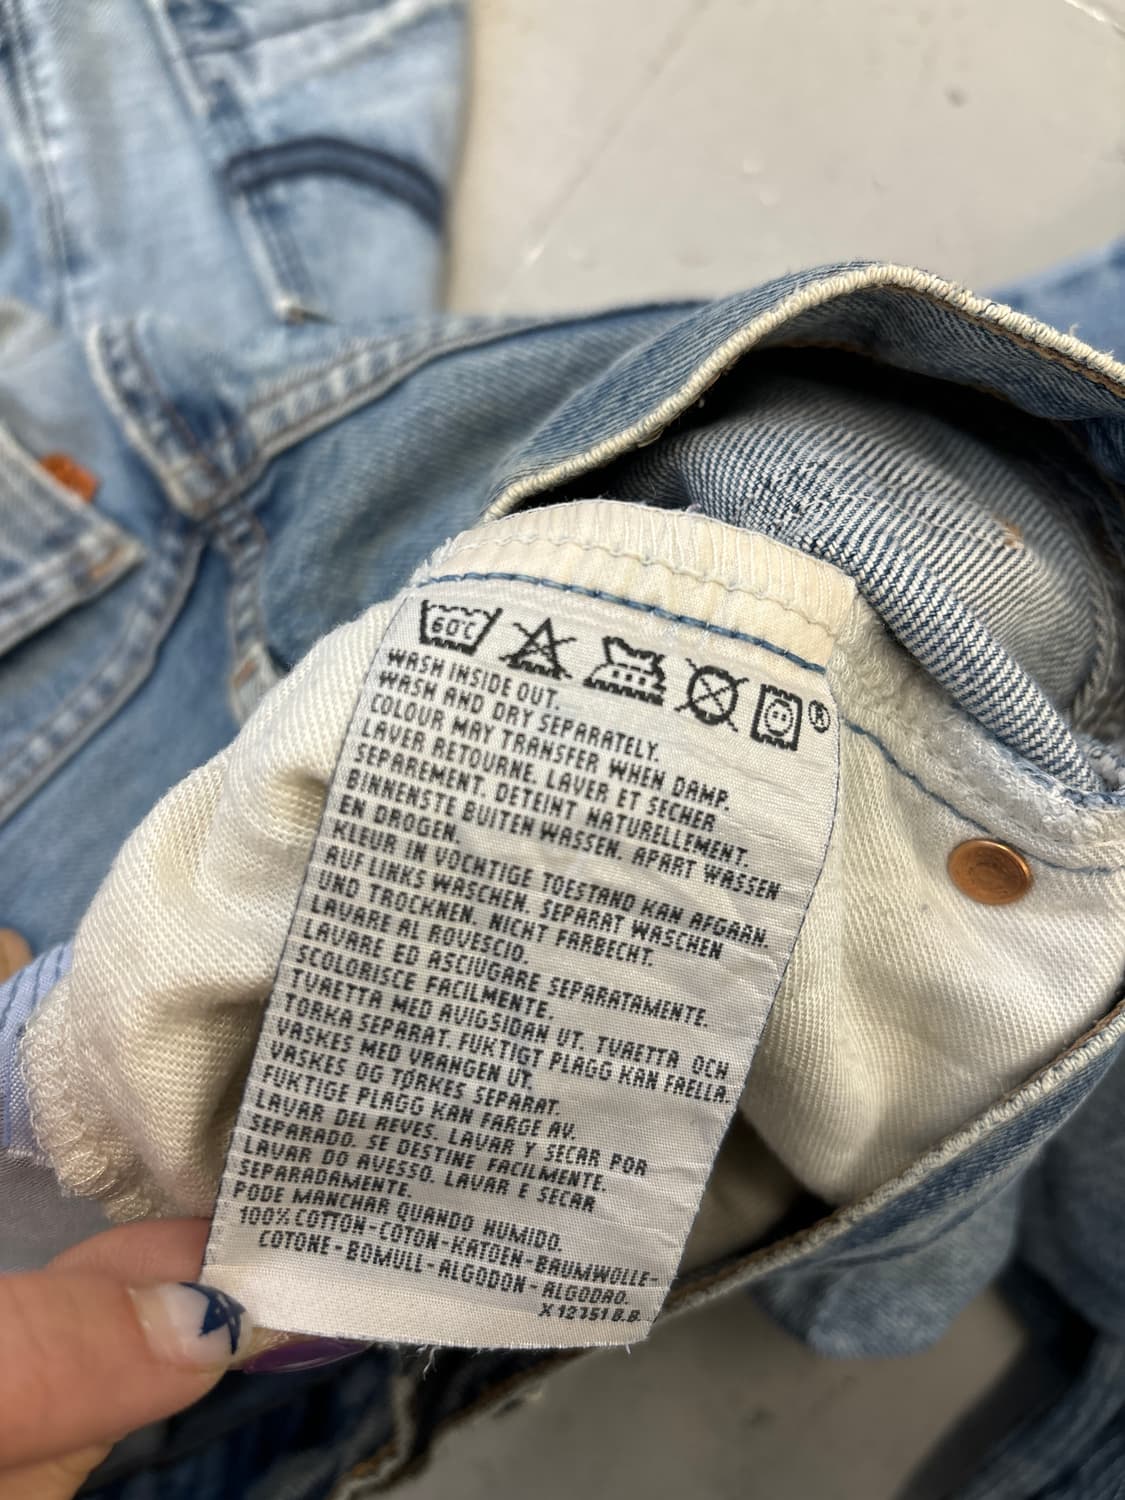 60°C
®
WASH INSIDE OUT.
WASH AND DRY SEPARATELY.
COLOUR MAY TRANSFER WHEN DAMP.
LAVER RETOURNE. LAVER ET SECHER
SEPAREMENT. DETEINT NATURELLEMENT.
BINNENSTE BUITEN WASSEN. APART WASSEN
EN DROGEN.
KLEUR IN VOCHTIGE TOESTAND KAN AFGAAN.
AUF LINKS WASCHEN. SEPARAT WASCHEN
UND TROCKNEN. NICHT FARBECHT.
LAVARE AL ROVESCIO.
LAVARE ED ASCIUGARE SEPARATAMENTE.
SCOLORISCE FACILMENTE.
TVAETTA MED AVIGSIDAN UT. TVAETTA OCH
TORKA SEPARAT. FUKTIGT PLAGG KAN FAELLA.
VASKES MED VRANGEN UT.
VASKES OG TØRKES SEPARAT.
FUKTIGE PLAGG KAN FARGE AV.
LAVAR DEL REVES. LAVAR Y SECAR POR
SEPARADO. SE DESTINE FACILMENTE.
LAVAR DO AVESSO. LAVAR E SECAR
SEPARADAMENTE.
PODE MANCHAR QUANDO HUMIDO.
100% COTTON-COTON-KATOEN-BAUMWOLLE-
COTONE-BOMULL-ALGODON-ALGODAO.
X 12151 B.B.